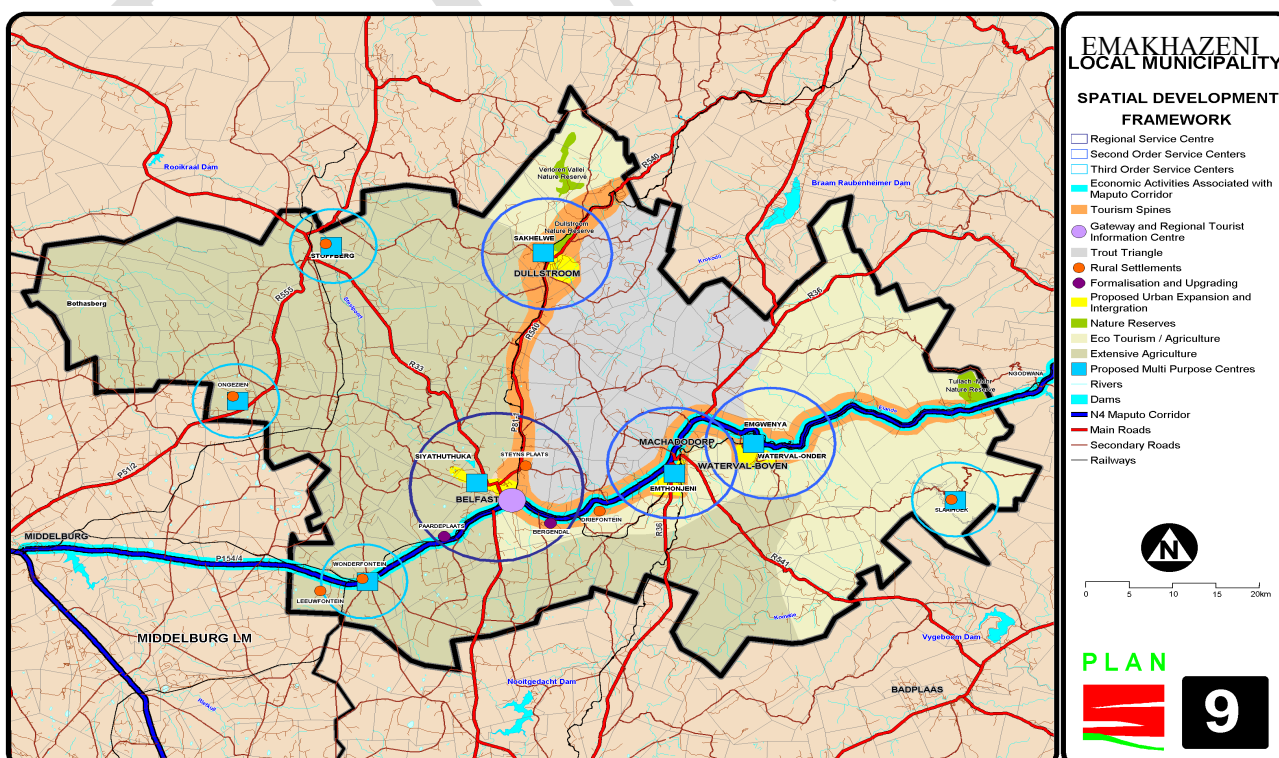 EMAKHAZENI
LOCAL MUNICIPALITY
SPATIAL DEVELOPMENT
FRAMEWORK
Regional Service Centre
Second Order Service Centers
Third Order Service Centers
Economic Activities Associated with
Maputo Corridor
Tourism Spines
Gateway and Regional Tourist
Information Centre
Trout Triangle
Rural Settlements
Formalisation and Upgrading
Proposed Urban Expansion and
Intergration
Nature Reserves
Eco Tourism / Agriculture
Extensive Agriculture
Proposed Multi Purpose Centres
Rivers
Dams
N4 Maputo Corridor
Main Roads
Secondary Roads
Railways
N
0 5 10 15 20km
PLAN
9
Rooikraal Dam
Verloren Vallei
Nature Reserve
R540
Braam Raubenheimer Dam
Dullstroom
Nature Reserve
SAKHELWE
DULLSTROOM
STOFFBERG
Krokodil
Bothasberg
R555
R36
R540
R33
ONGEZIEN
Tullach-Mohr
Nature Reserve
NGODWANA
Elands
P81-1
EMGWENYA
MACHADODORP
SIYATHUTHUKA
STEYNS PLAATS
WATERVAL-ONDER
WATERVAL-BOVEN
P51/2
EMTHONJENI
BELFAST
DRIEFONTEIN
BERGENDAL
PAARDEPLAATS
R36
MIDDELBURG
P154/4
WONDERFONTEIN
LEEUWFONTEIN
R541
MIDDELBURG LM
Vygeboom Dam
Nooitgedacht Dam
BADPLAAS